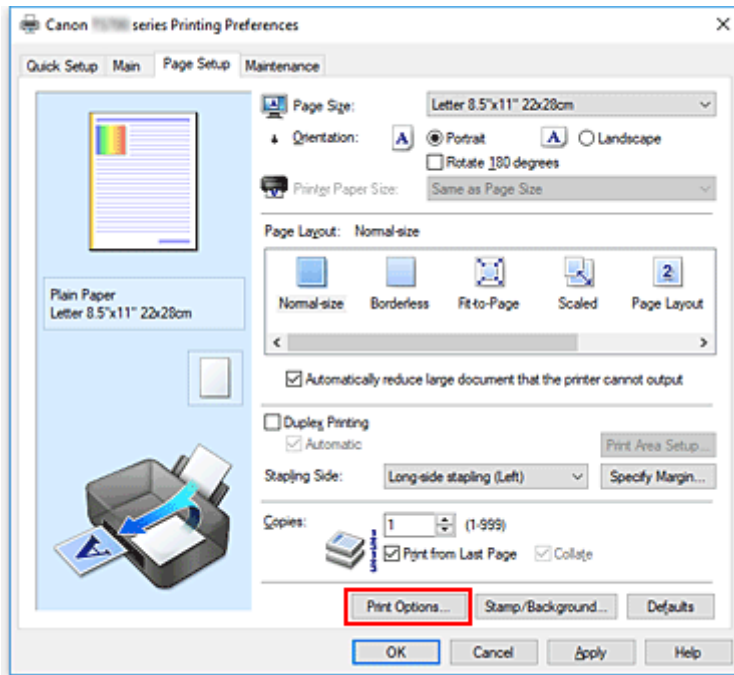 Canon series Printing Preferences
Quick Setup Main Page Setup Maintenance
Page Size: Letter 8.5"x11" 22x28cm
Orientation: A Portrait A Landscape
Rotate 180 degrees
Printer Paper Size: Same as Page Size
Page Layout: Normal-size
2
Normal-size Borderless Fit-to-Page Scaled Page Layout
Plain Paper
Letter 8.5"x11" 22x28cm
Automatically reduce large document that the printer cannot output
Duplex Printing
Automatic Print Area Setup...
Stapling Side: Long-side stapling (Left) Specify Margin...
Copies: 1 (1-999)
Print from Last Page Collate
A
Print Options... Stamp/Background... Defaults
OK Cancel Apply Help